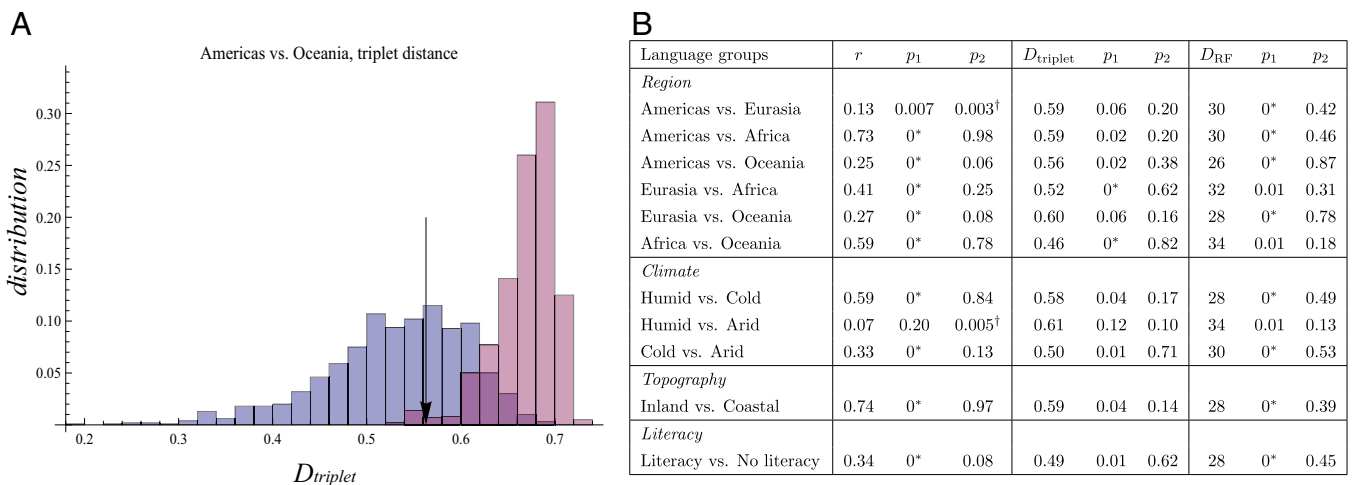 A
Americas vs. Oceania, triplet distance
distribution
0.30
0.25
0.20
0.15
0.10
0.05
0.2 0.3 0.4 0.5 0.6 0.7
Dtriplet
B
Language groups r p₁ p₂ Dtriplet p₁ p₂ DRF p₁ p₂
Region
Americas vs. Eurasia 0.13 0.007 0.003† 0.59 0.06 0.20 30 0* 0.42
Americas vs. Africa 0.73 0* 0.98 0.59 0.02 0.20 30 0* 0.46
Americas vs. Oceania 0.25 0* 0.06 0.56 0.02 0.38 26 0* 0.87
Eurasia vs. Africa 0.41 0* 0.25 0.52 0* 0.62 32 0.01 0.31
Eurasia vs. Oceania 0.27 0* 0.08 0.60 0.06 0.16 28 0* 0.78
Africa vs. Oceania 0.59 0* 0.78 0.46 0* 0.82 34 0.01 0.18
Climate
Humid vs. Cold 0.59 0* 0.84 0.58 0.04 0.17 28 0* 0.49
Humid vs. Arid 0.07 0.20 0.005† 0.61 0.12 0.10 34 0.01 0.13
Cold vs. Arid 0.33 0* 0.13 0.50 0.01 0.71 30 0* 0.53
Topography
Inland vs. Coastal 0.74 0* 0.97 0.59 0.04 0.14 28 0* 0.39
Literacy
Literacy vs. No literacy 0.34 0* 0.08 0.49 0.01 0.62 28 0* 0.45